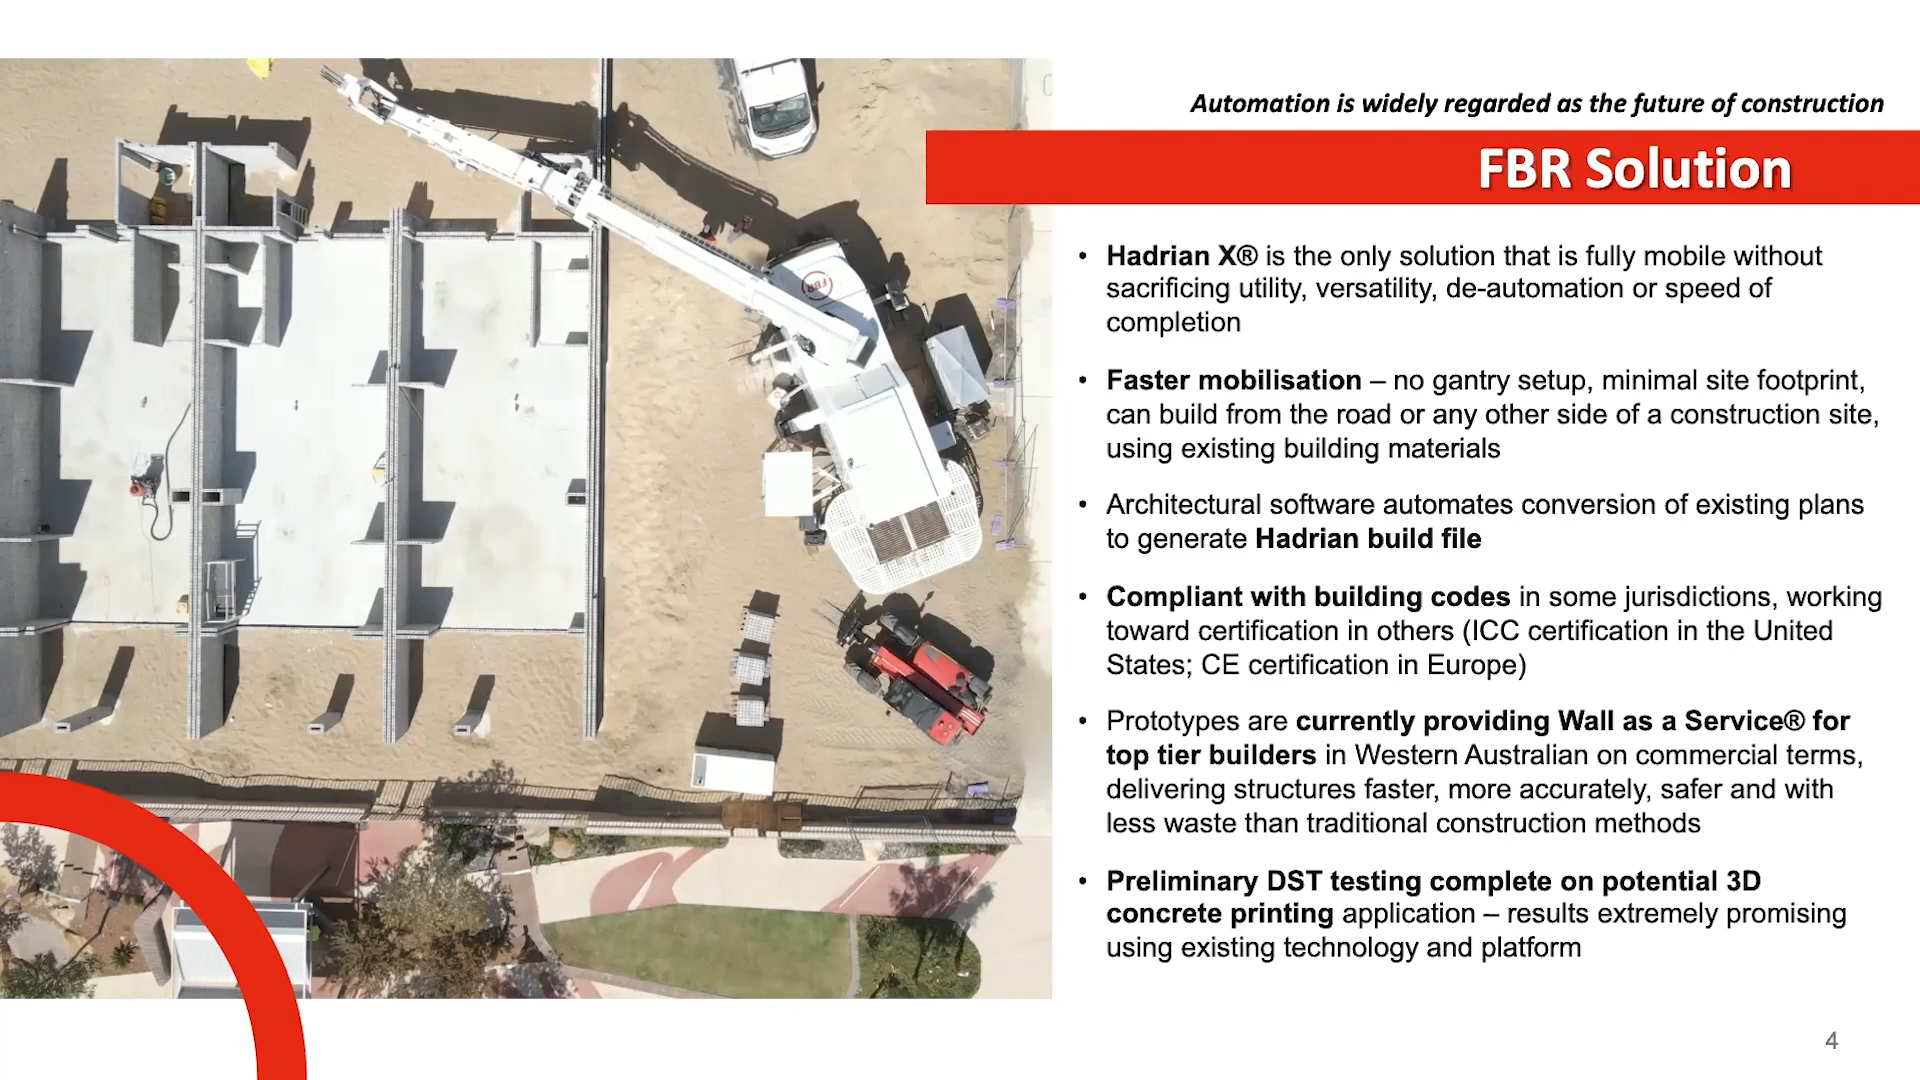 Automation is widely regarded as the future of construction
FBR Solution
• Hadrian X® is the only solution that is fully mobile without
sacrificing utility, versatility, de-automation or speed of
completion
• Faster mobilisation – no gantry setup, minimal site footprint,
can build from the road or any other side of a construction site,
using existing building materials
• Architectural software automates conversion of existing plans
to generate Hadrian build file
• Compliant with building codes in some jurisdictions, working
toward certification in others (ICC certification in the United
States; CE certification in Europe)
• Prototypes are currently providing Wall as a Service® for
top tier builders in Western Australian on commercial terms,
delivering structures faster, more accurately, safer and with
less waste than traditional construction methods
• Preliminary DST testing complete on potential 3D
concrete printing application – results extremely promising
using existing technology and platform
FBR
4